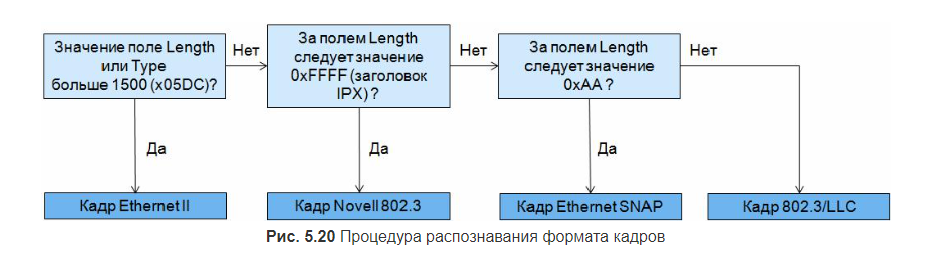 Значение поле Length
или Type
больше 1500 (x05DC)?
Нет
За полем Length
следует значение
0xFFFF (заголовок
IPX) ?
Нет
За полем Length
следует значение
0xAA ?
Нет
Да
Да
Да
Кадр Ethernet II
Кадр Novell 802.3
Кадр Ethernet SNAP
Кадр 802.3/LLC
Рис. 5.20 Процедура распознавания формата кадров